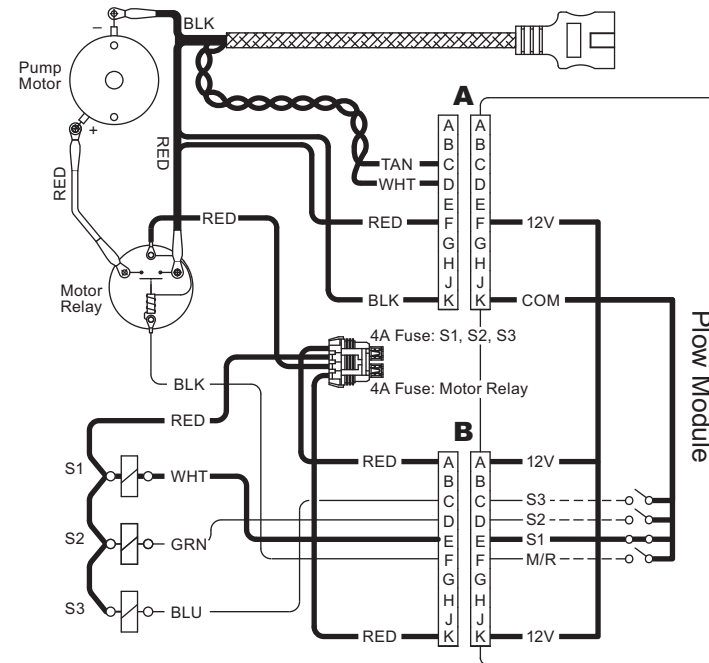 –
BLK
Pump
Motor
+
RED
RED
A
A
B
C
D
E
F
G
H
J
K
A
B
C
D
E
F
G
H
J
K
TAN
WHT
RED
RED
12V
Motor
Relay
BLK
COM
4A Fuse: S1, S2, S3
4A Fuse: Motor Relay
Plow Module
BLK
RED
B
RED
A
B
C
D
E
F
G
H
J
K
A
B
C
D
E
F
G
H
J
K
12V
S1
WHT
S3
S2
S1
M/R
S2
GRN
S3
BLU
RED
12V